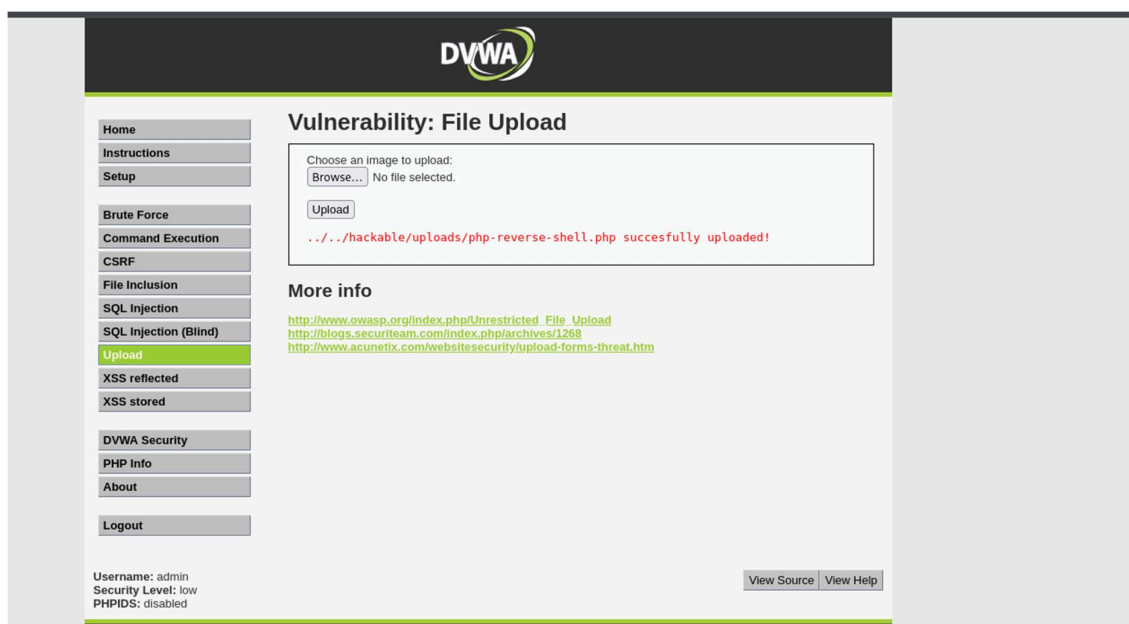 DVWA
Home
Instructions
Setup
Brute Force
Command Execution
CSRF
File Inclusion
SQL Injection
SQL Injection (Blind)
Upload
XSS reflected
XSS stored
DVWA Security
PHP Info
About
Logout
Vulnerability: File Upload
Choose an image to upload:
Browse... No file selected.
Upload
../../hackable/uploads/php-reverse-shell.php succesfully uploaded!
More info
http://www.owasp.org/index.php/Unrestricted_File_Upload
http://blogs.securiteam.com/index.php/archives/1268
http://www.acunetix.com/websitesecurity/upload-forms-threat.htm
Username: admin
Security Level: low
PHPIDS: disabled
View Source View Help